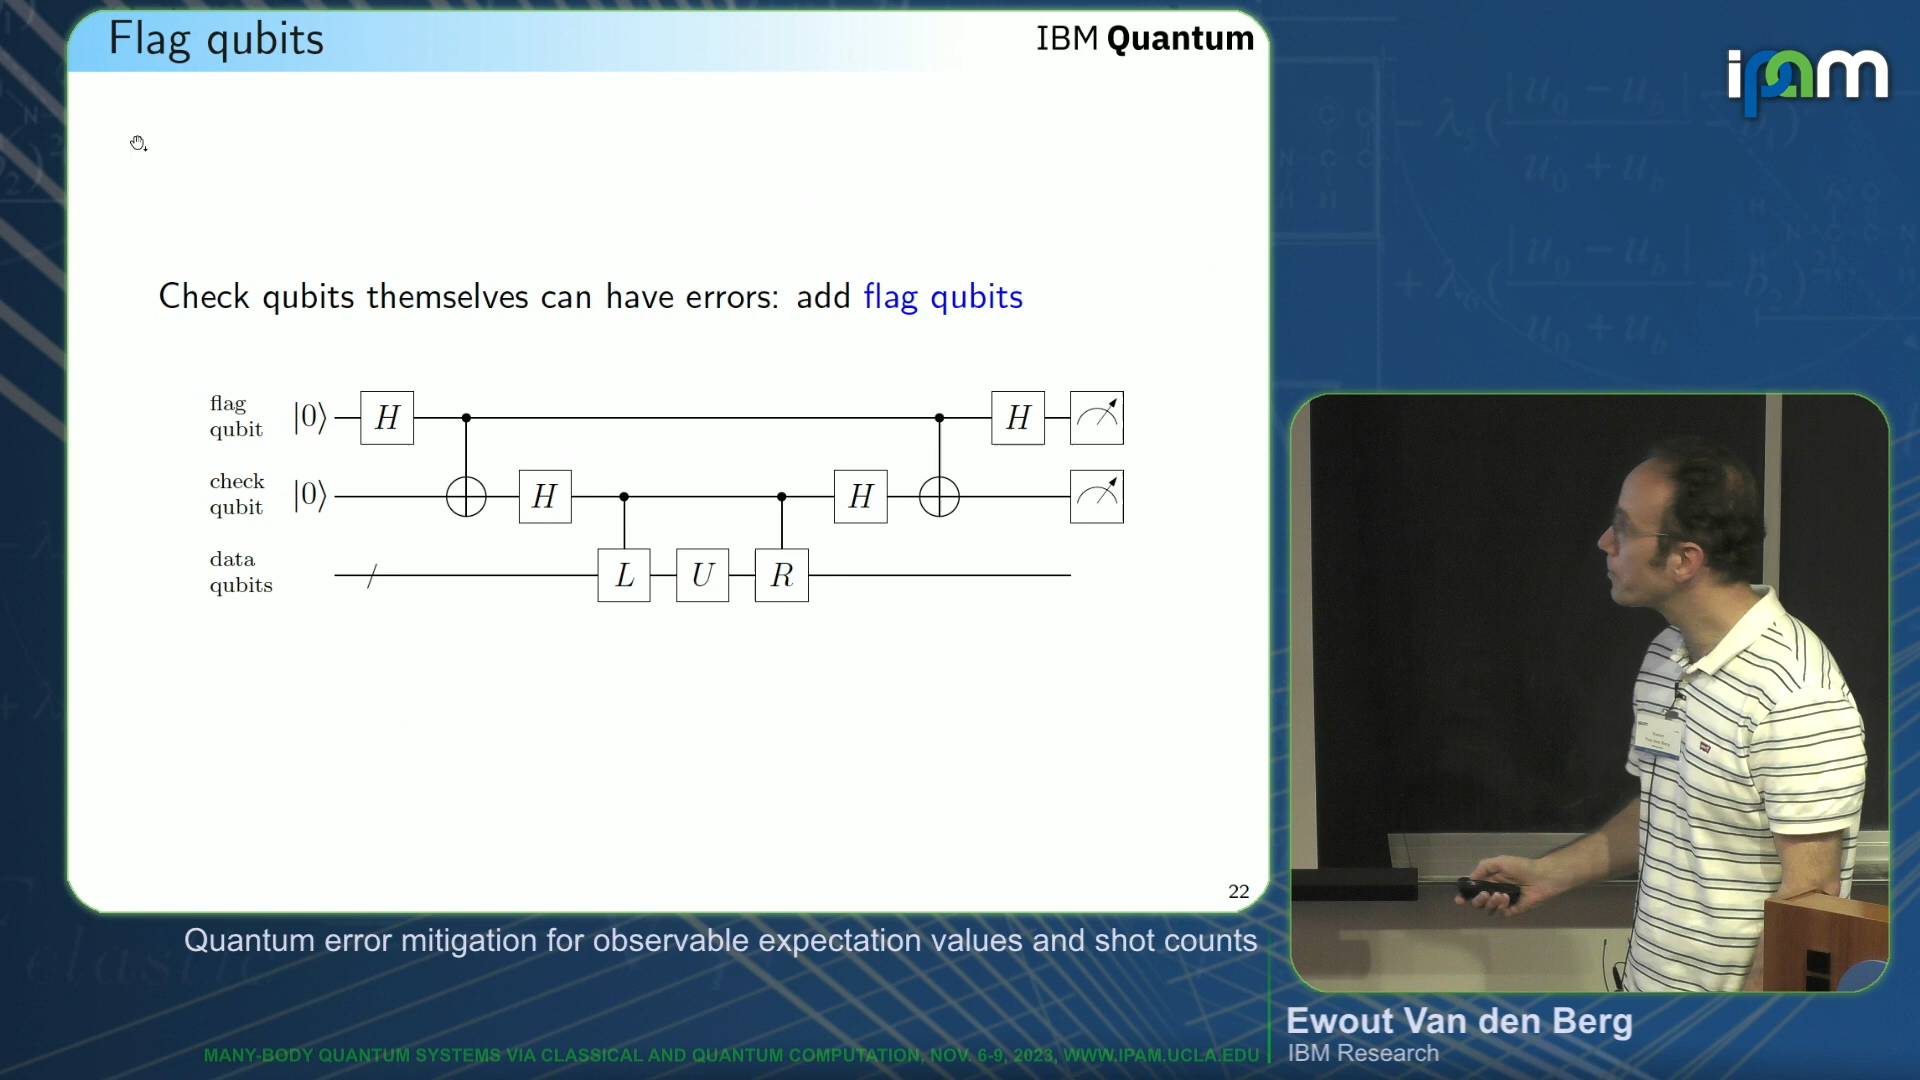 Flag qubits
IBM Quantum
ipam
Check qubits themselves can have errors: add flag qubits
flag
qubit
|0⟩
H
H
check
qubit
|0⟩
H
H
data
qubits
L
U
R
22
Quantum error mitigation for observable expectation values and shot counts
Ewout Van den Berg
IBM Research
MANY-BODY QUANTUM SYSTEMS VIA CLASSICAL AND QUANTUM COMPUTATION, NOV. 6-9, 2023, WWW.IPAM.UCLA.EDU